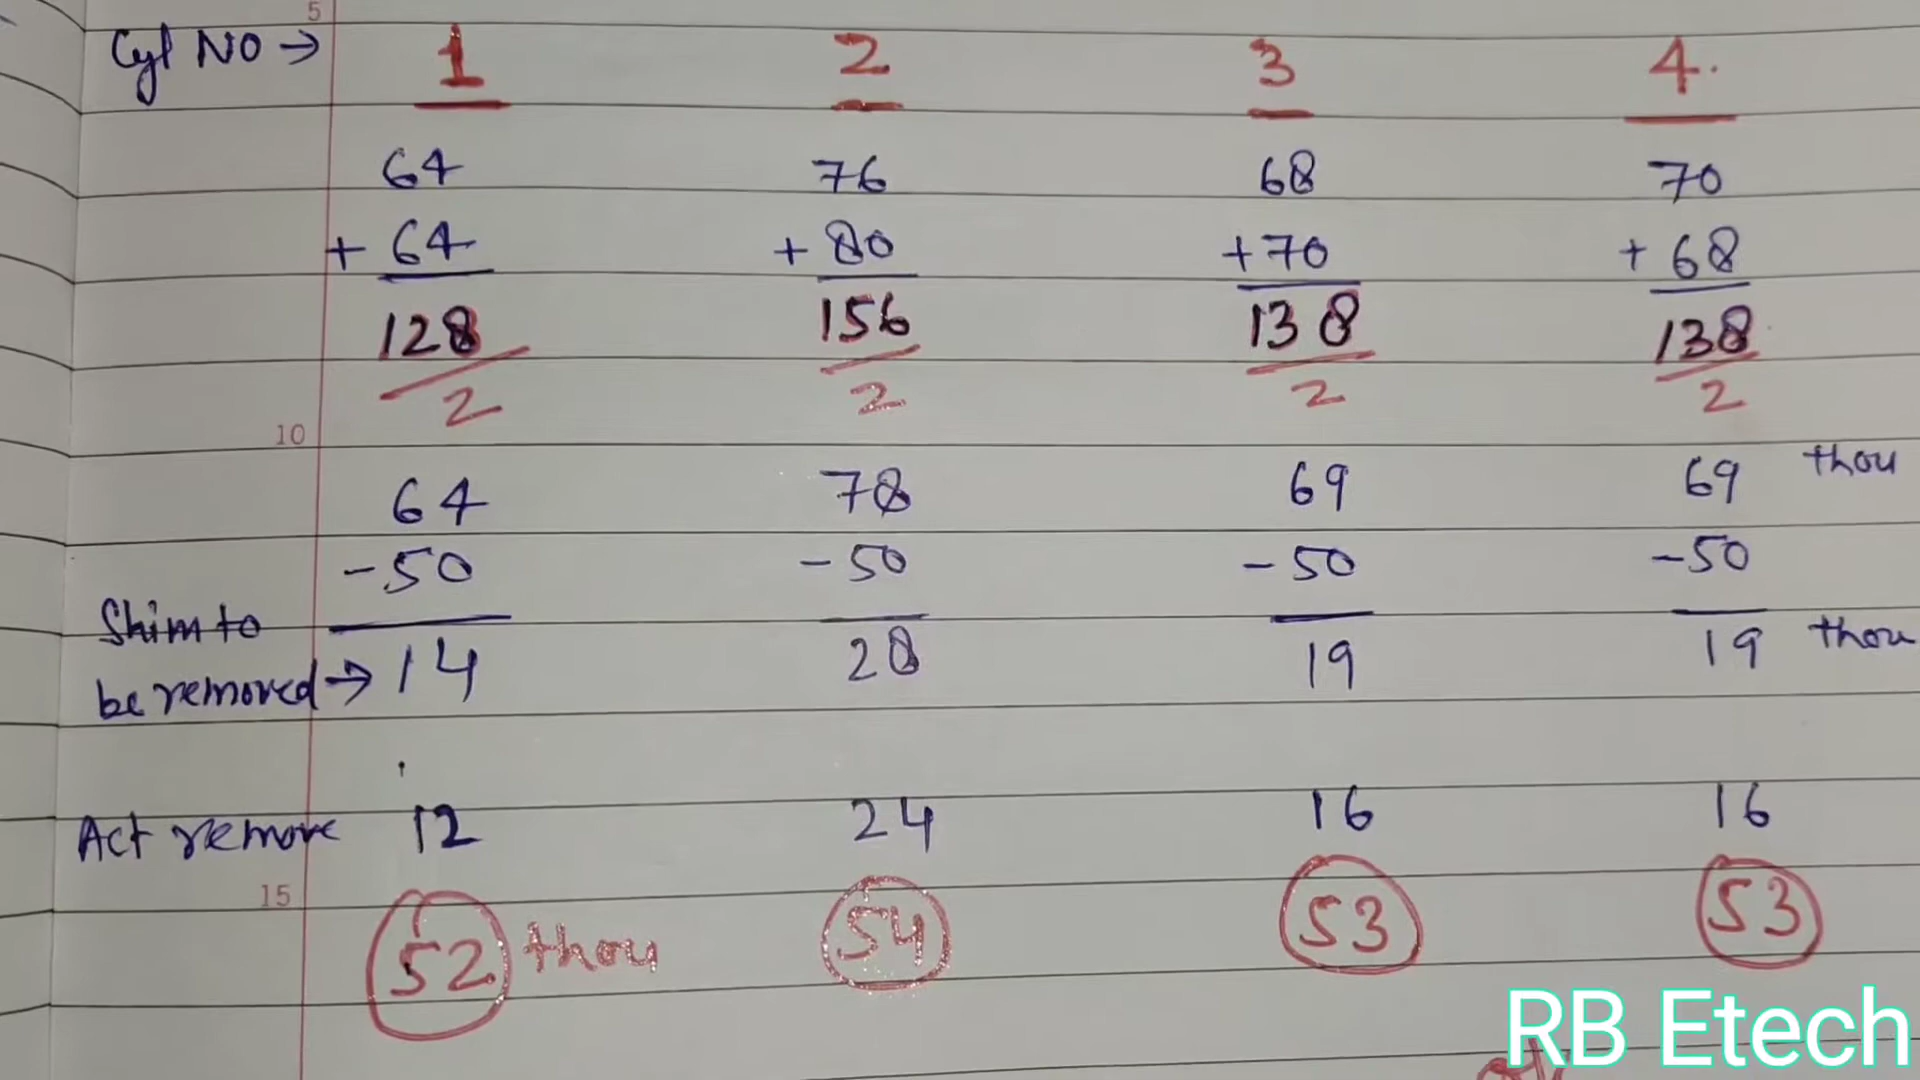 5
Cyl NO → 1 2 3 4.
64 76 68 70
+ 64 + 80 +70 + 68
128 156 138 138
2 2 2 2
10
64 78 69 69 thou
-50 -50 -50 -50
Shim to
be removed → 14 28 19 19 thou
Act remove 12 24 16 16
15
52 thou 54 53 53
RB Etech